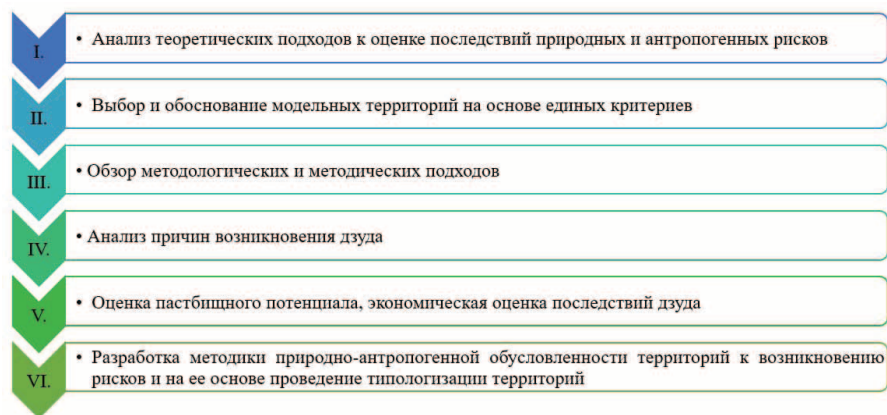 I. • Анализ теоретических подходов к оценке последствий природных и антропогенных рисков
II. • Выбор и обоснование модельных территорий на основе единых критериев
III. • Обзор методологических и методических подходов
IV. • Анализ причин возникновения дзуда
V. • Оценка пастбищного потенциала, экономическая оценка последствий дзуда
VI. • Разработка методики природно-антропогенной обусловленности территорий к возникновению
рисков и на ее основе проведение типологизации территорий